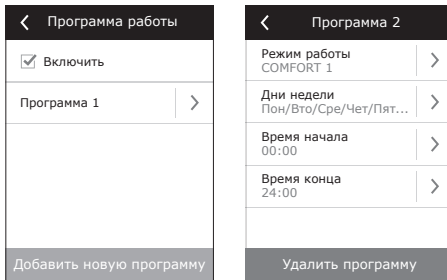 Программа работы
Включить
Программа 1
Добавить новую программу
Программа 2
Режим работы
COMFORT 1
Дни недели
Пон/Вто/Сре/Чет/Пят...
Время начала
00:00
Время конца
24:00
Удалить программу